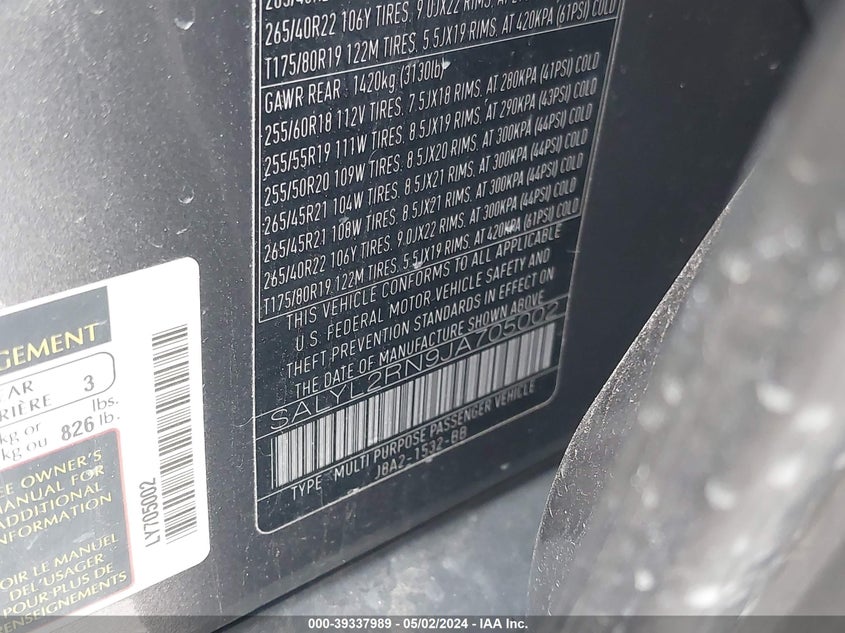 265/40R22 106Y TIRES. 9.0JX22 RIMS.
T175/80R19 122M TIRES. 5.5JX19 RIMS. AT 420KPA (61PSI) COLD
GAWR REAR : 1420kg (3130lb)
255/60R18 112V TIRES. 7.5JX18 RIMS. AT 280KPA (41PSI) COLD
255/55R19 111W TIRES. 8.5JX19 RIMS. AT 290KPA (43PSI) COLD
255/50R20 109W TIRES. 8.5JX20 RIMS. AT 300KPA (44PSI) COLD
265/45R21 104W TIRES. 8.5JX21 RIMS. AT 300KPA (44PSI) COLD
265/45R21 108W TIRES. 8.5JX21 RIMS. AT 300KPA (44PSI) COLD
265/40R22 106Y TIRES. 9.0JX22 RIMS. AT 300KPA (44PSI) COLD
T175/80R19 122M TIRES. 5.5JX19 RIMS. AT 420KPA (61PSI) COLD
THIS VEHICLE CONFORMS TO ALL APPLICABLE
U.S. FEDERAL MOTOR VEHICLE SAFETY AND
THEFT PREVENTION STANDARDS IN EFFECT ON
THE DATE OF MANUFACTURE SHOWN ABOVE
SALYL2RN9JA705002
TYPE MULTI PURPOSE PASSENGER VEHICLE
JBA2-1532-BB
GEMENT
AR 3
RIÈRE
kg or lbs.
kg ou 826 lb.
OWNER'S
MANUAL FOR
ADDITIONAL
INFORMATION
LE MANUEL
DEL'USAGER
POUR PLUS DE
RENSEIGNEMENTS
LY705002
000-39337989 - 05/02/2024 - IAA Inc.